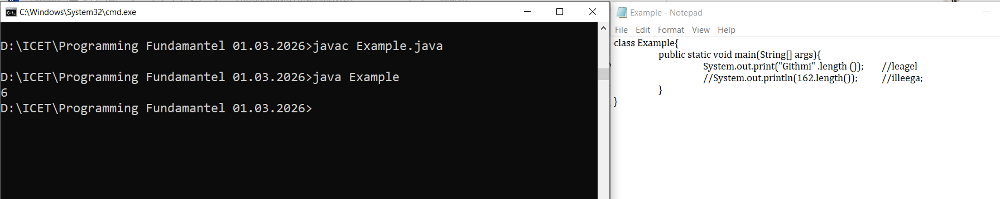 C:\Windows\System32\cmd.exe
D:\ICET\Programming Fundamantel 01.03.2026>javac Example.java
D:\ICET\Programming Fundamantel 01.03.2026>java Example
6
D:\ICET\Programming Fundamantel 01.03.2026>
Example - Notepad
File Edit Format View Help
class Example{
public static void main(String[] args){
System.out.print("Githmi" .length ()); //leagel
//System.out.println(162.length()); //illeega;
}
}